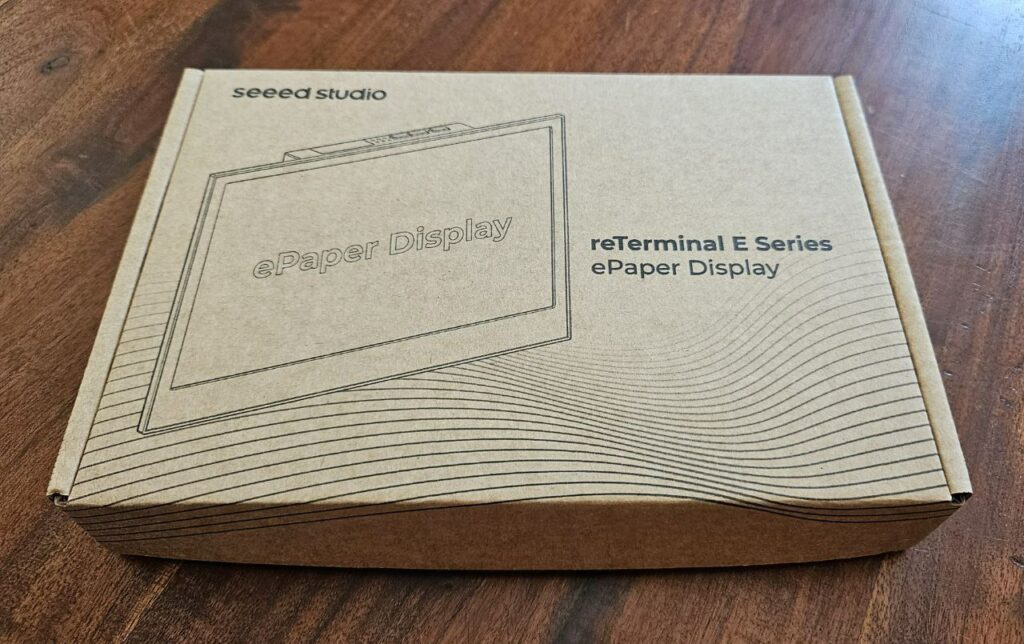 seeed studio
ePaper Display
reTerminal E Series
ePaper Display